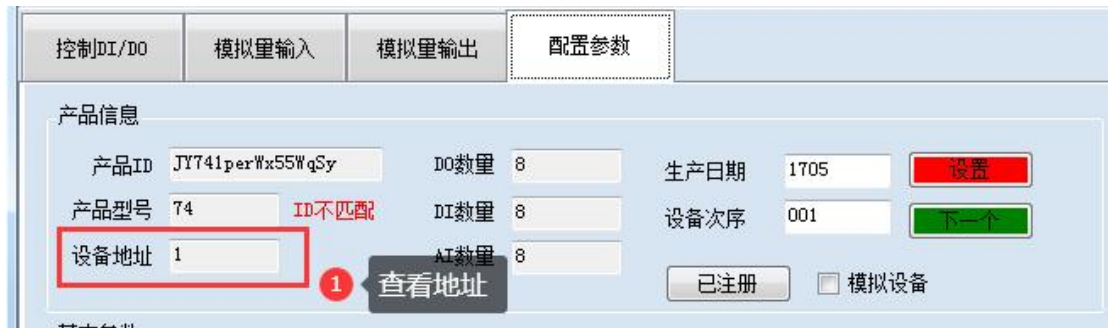 控制DI/DO 模拟量输入 模拟量输出 配置参数
产品信息
产品ID JY741perWx55WqSy DO数量 8 生产日期 1705 设置
产品型号 74 ID不匹配 DI数量 8 设备次序 001 下一个
设备地址 1 AI数量 8
1 查看地址 已注册 模拟设备
基本参数